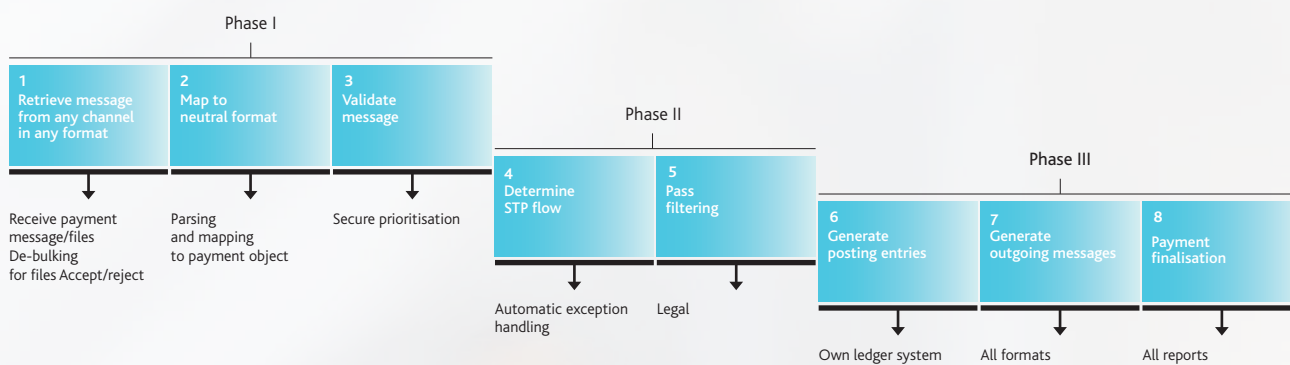 Phase I
1
Retrieve message
from any channel
in any format
2
Map to
neutral format
3
Validate
message
Receive payment
message/files
De-bulking
for files Accept/reject
Parsing
and mapping
to payment object
Secure prioritisation
Phase II
4
Determine
STP flow
5
Pass
filtering
Automatic exception
handling
Legal
Phase III
6
Generate
posting entries
7
Generate
outgoing messages
8
Payment
finalisation
Own ledger system
All formats
All reports